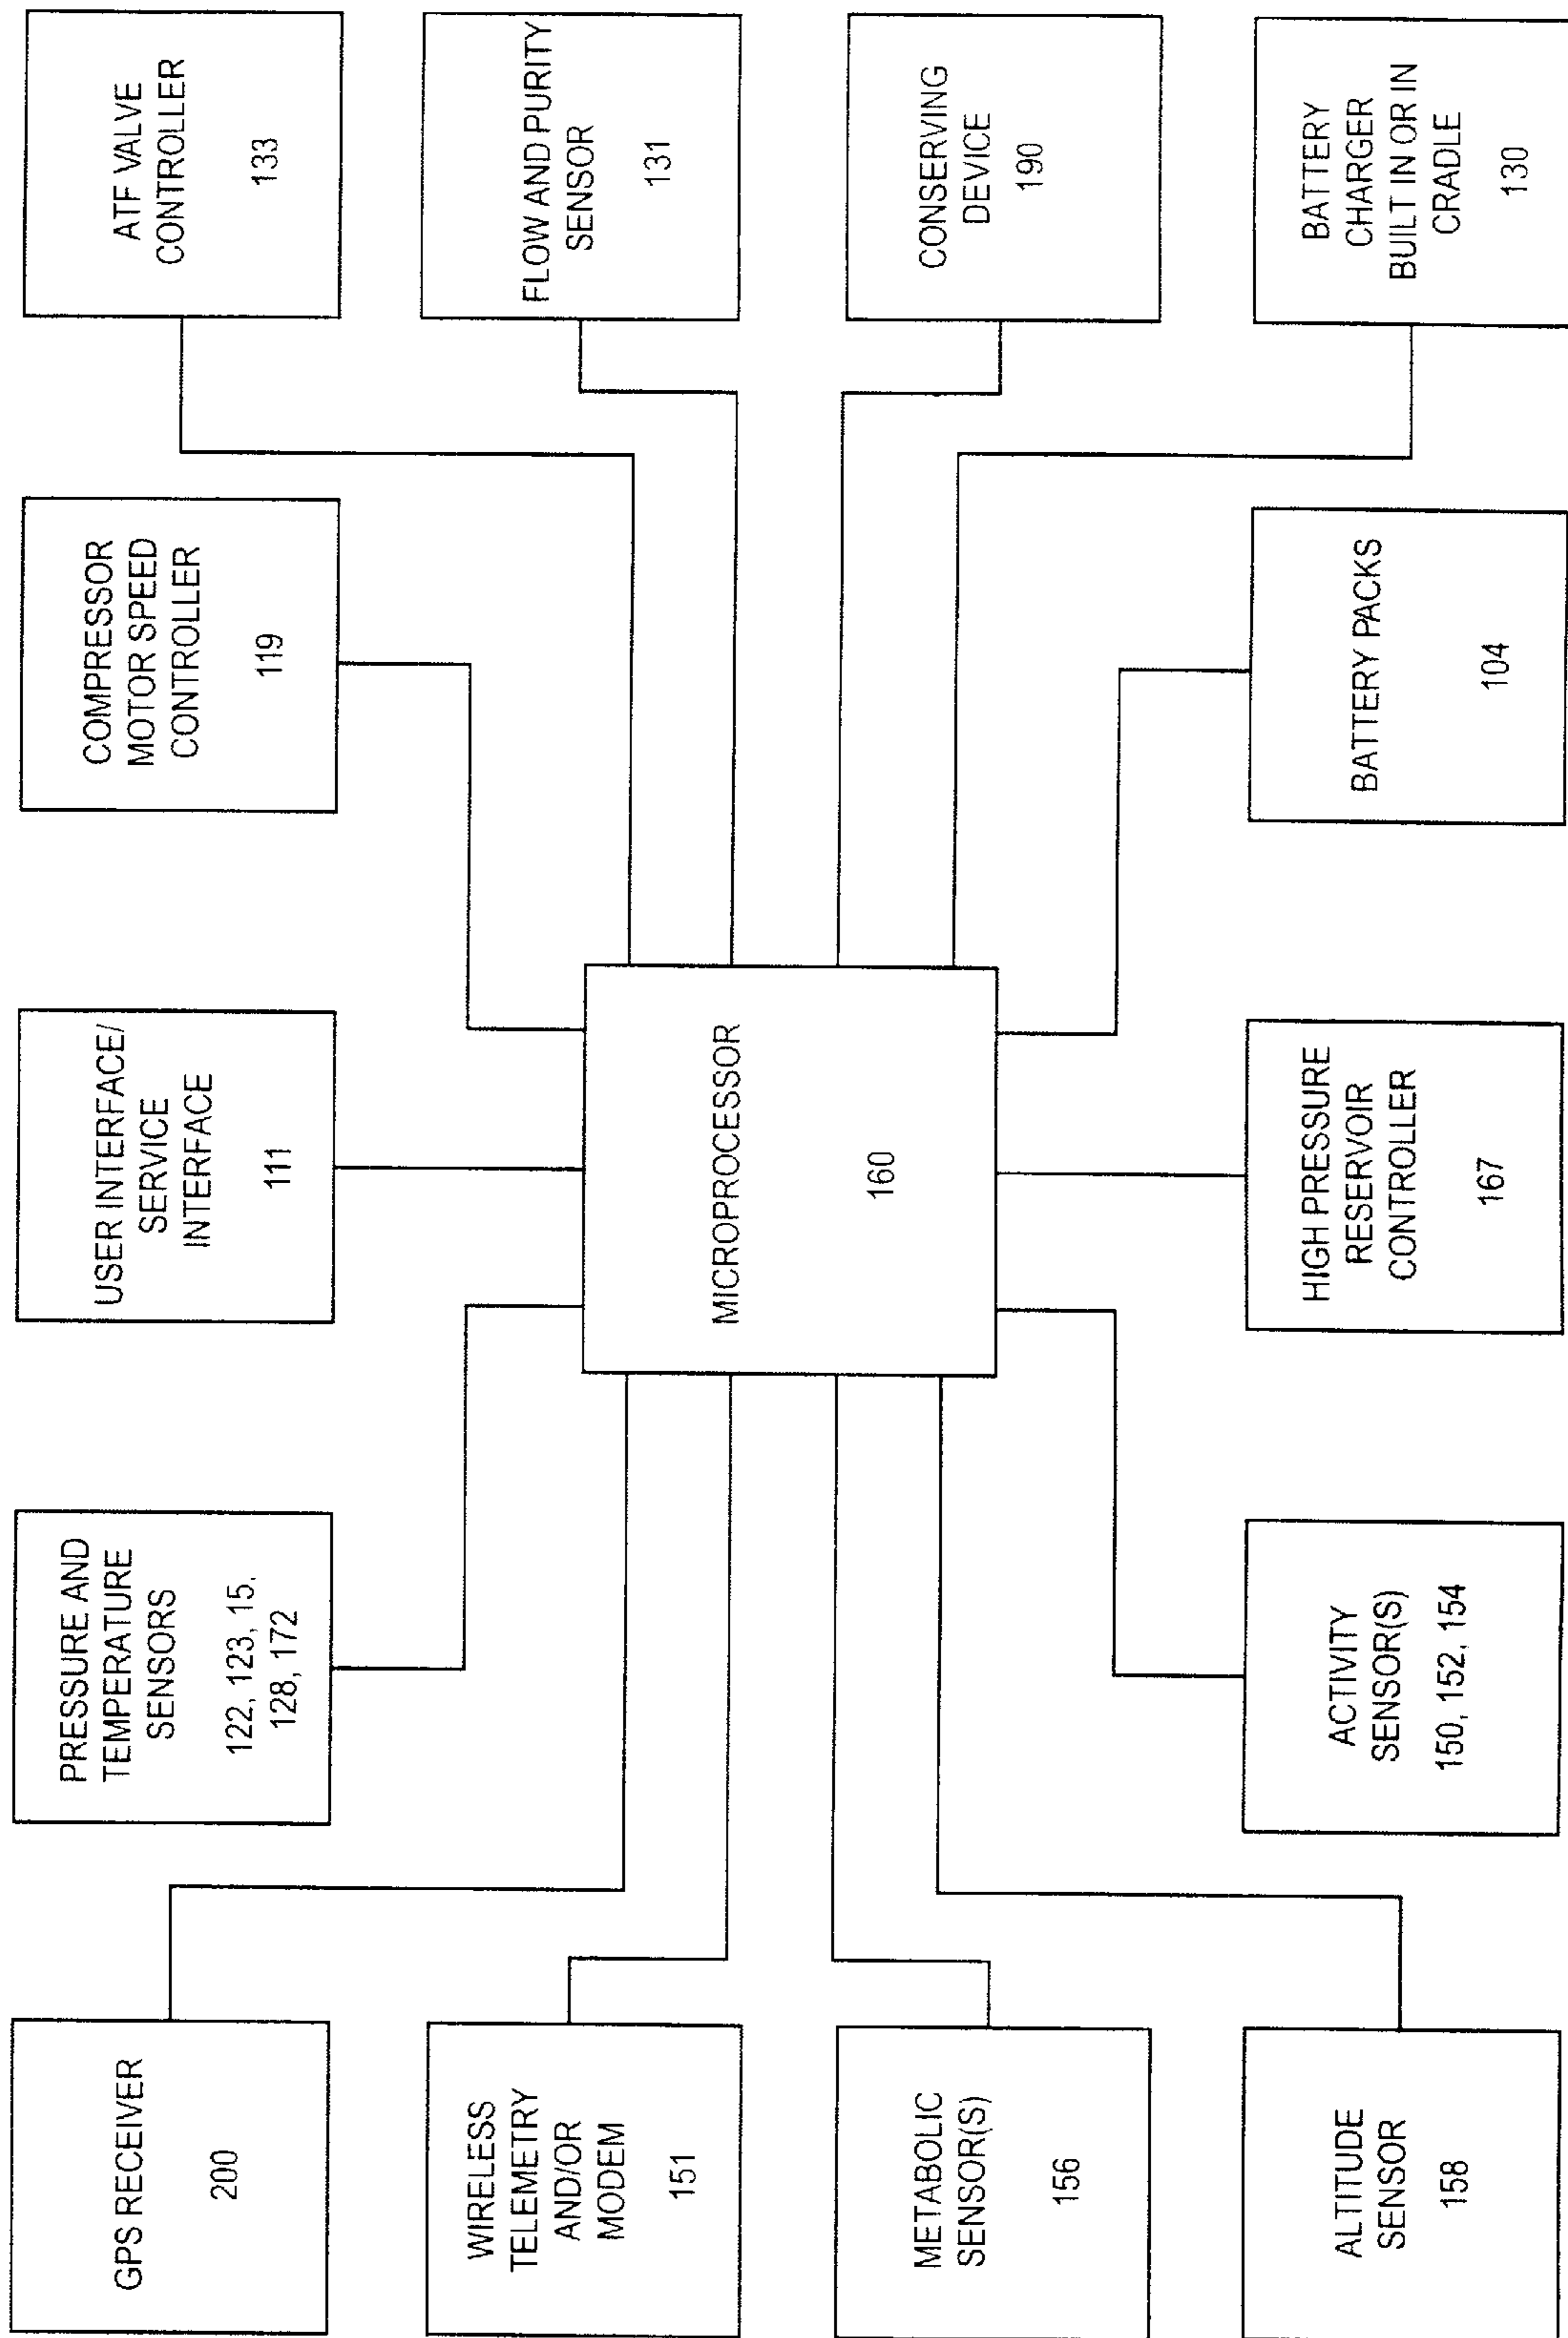 GPS RECEIVER
200
PRESSURE AND
TEMPERATURE
SENSORS
122, 123, 15.
128, 172
USER INTERFACE/
SERVICE
INTERFACE
111
COMPRESSOR
MOTOR SPEED
CONTROLLER
119
ATF VALVE
CONTROLLER
133
WIRELESS
TELEMETRY
AND/OR
MODEM
151
MICROPROCESSOR
160
FLOW AND PURITY
SENSOR
131
METABOLIC
SENSOR(S)
156
CONSERVING
DEVICE
190
ALTITUDE
SENSOR
158
ACTIVITY
SENSOR(S)
150, 152, 154
HIGH PRESSURE
RESERVOIR
CONTROLLER
167
BATTERY PACKS
104
BATTERY
CHARGER
BUILT IN OR IN
CRADLE
130